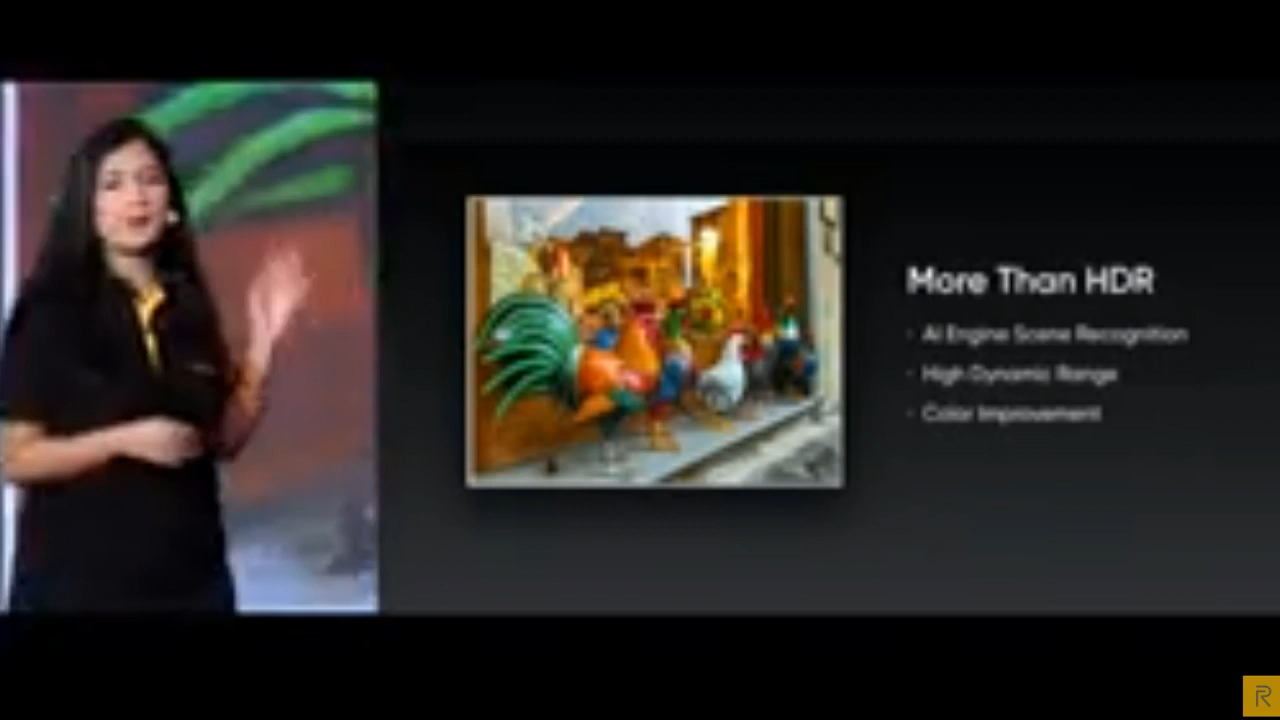 More Than HDR
· AI Engine Scene Recognition
· High Dynamic Range
· Color Improvement
R